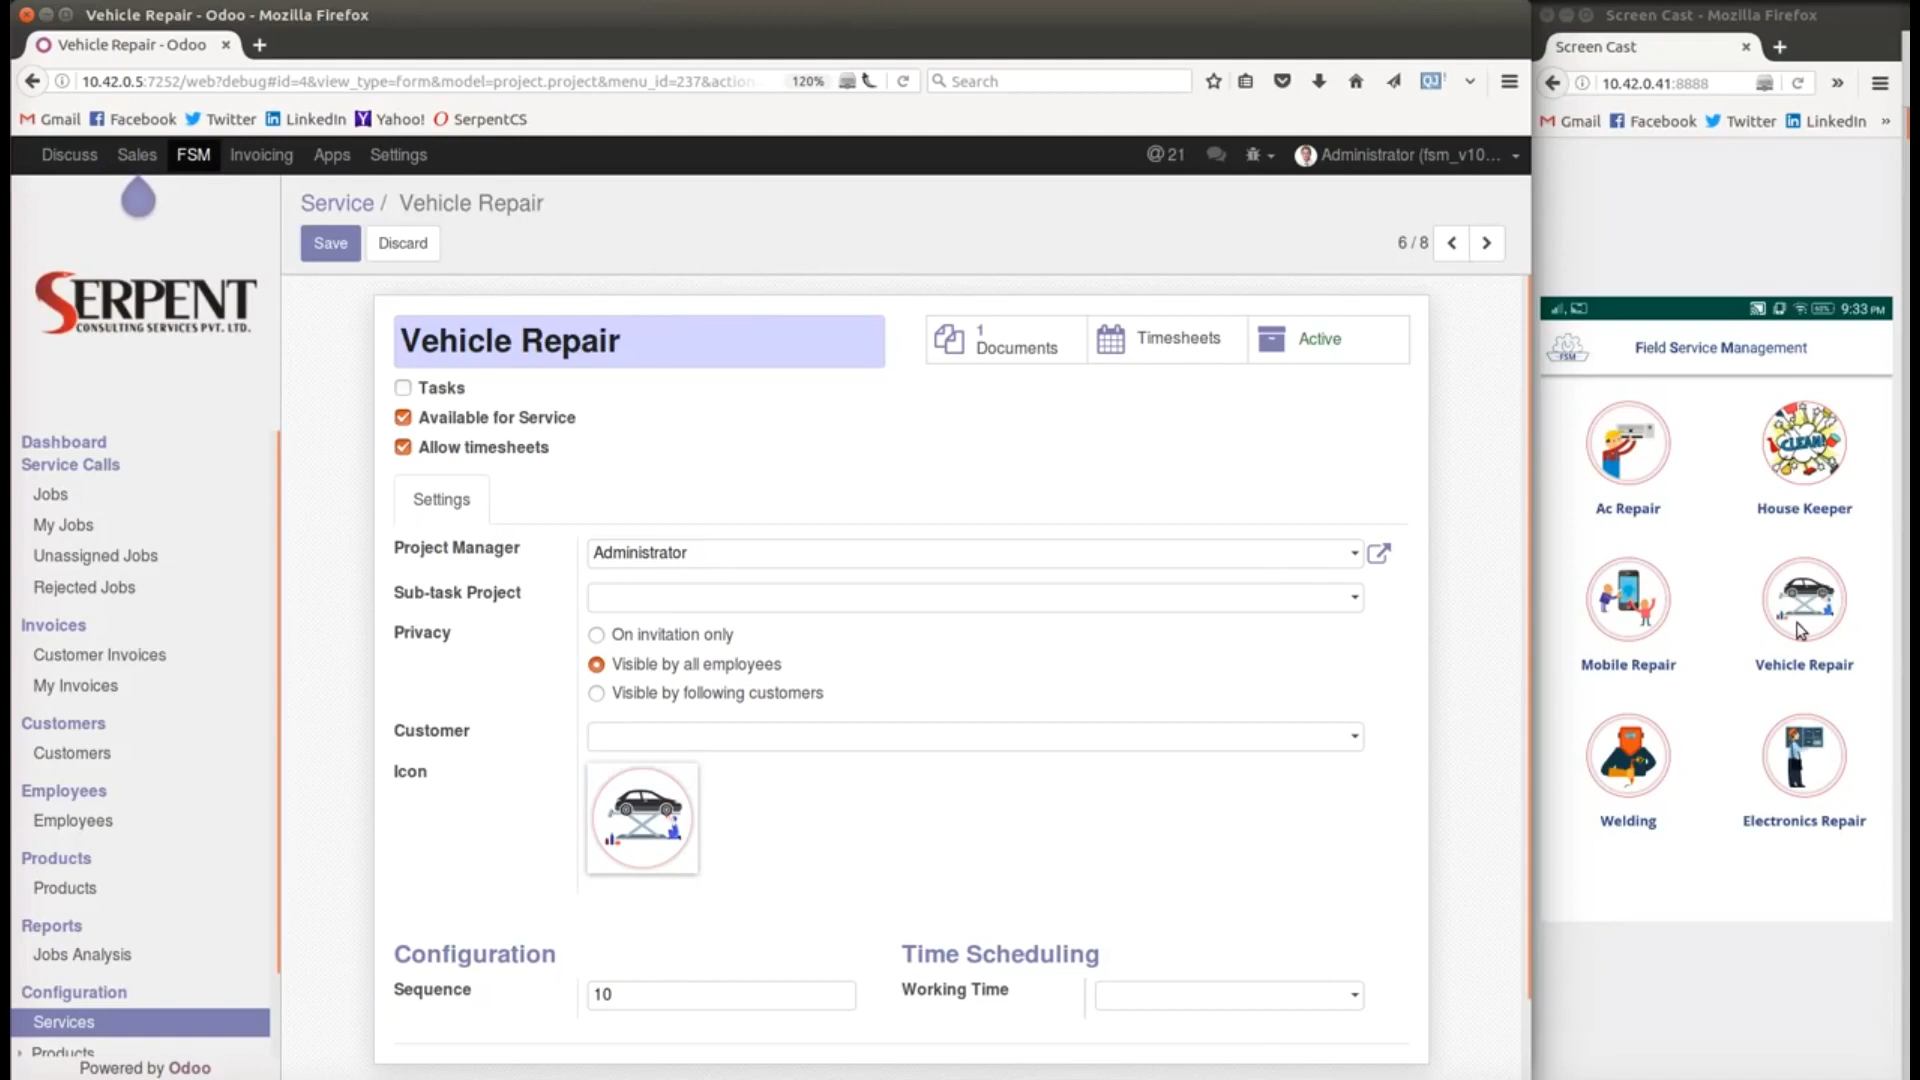 Vehicle Repair - Odoo - Mozilla Firefox
Vehicle Repair - Odoo × +
10.42.0.5:7252/web?debug#id=4&view_type=form&model=project.project&menu_id=237&action 120% Search
Gmail Facebook Twitter LinkedIn Yahoo! SerpentCS
Discuss Sales FSM Invoicing Apps Settings @ 21 Administrator (fsm_v10...
Service / Vehicle Repair
Save Discard 6 / 8
SERPENT
CONSULTING SERVICES PVT. LTD.
Dashboard
Service Calls
Jobs
My Jobs
Unassigned Jobs
Rejected Jobs
Invoices
Customer Invoices
My Invoices
Customers
Customers
Employees
Employees
Products
Products
Reports
Jobs Analysis
Configuration
Services
Products
Powered by Odoo
Vehicle Repair
1
Documents
Timesheets
Active
Tasks
Available for Service
Allow timesheets
Settings
Project Manager Administrator
Sub-task Project
Privacy On invitation only
Visible by all employees
Visible by following customers
Customer
Icon
Configuration
Sequence 10
Time Scheduling
Working Time
Screen Cast - Mozilla Firefox
Screen Cast × +
10.42.0.41:8888 »
Gmail Facebook Twitter LinkedIn »
9:33 PM
FSM
Field Service Management
CLEAN!
Ac Repair House Keeper
Mobile Repair Vehicle Repair
Welding Electronics Repair